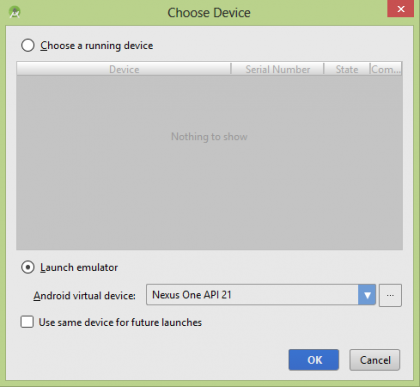 Choose Device
Choose a running device
Device Serial Number State Com...
Nothing to show
Launch emulator
Android virtual device: Nexus One API 21 ...
Use same device for future launches
OK Cancel